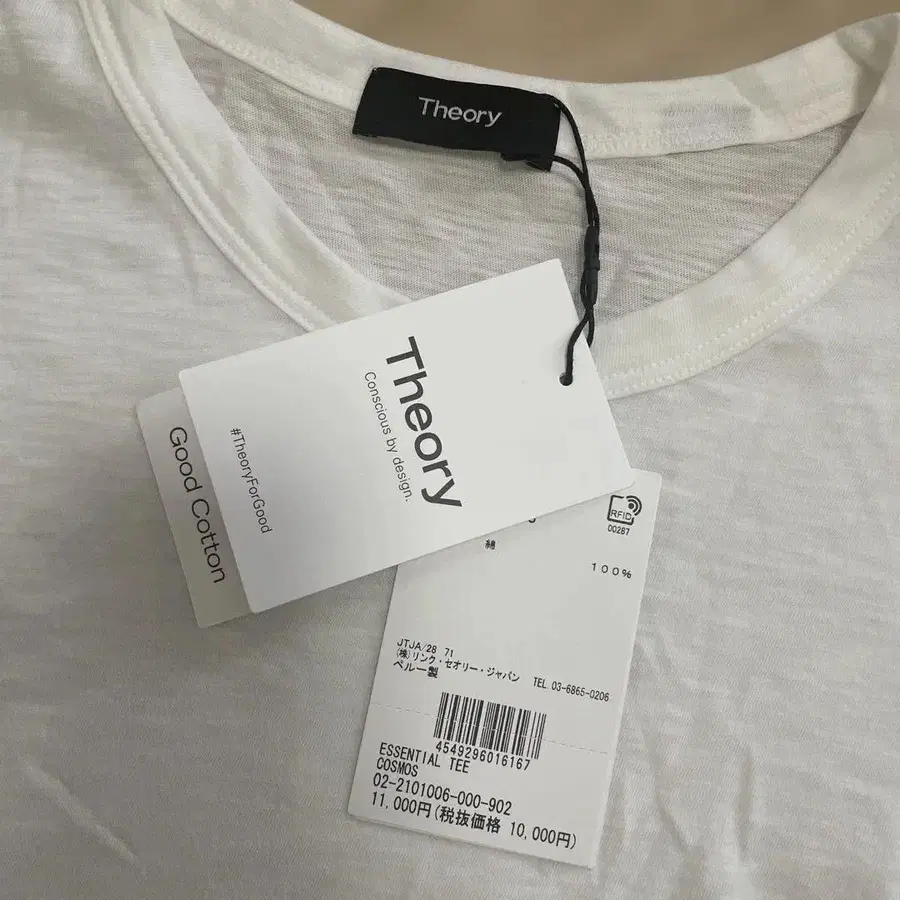 Theory
Theory
Conscious by design.
#TheoryForGood
Good Cotton
RFID
00287
綿
100%
JTJA/28 71
(株)リンク・セオリー・ジャパン TEL.03-6865-0206
ペルー製
4549296016167
ESSENTIAL TEE
COSMOS
02-2101006-000-902
11,000円(税抜価格 10,000円)